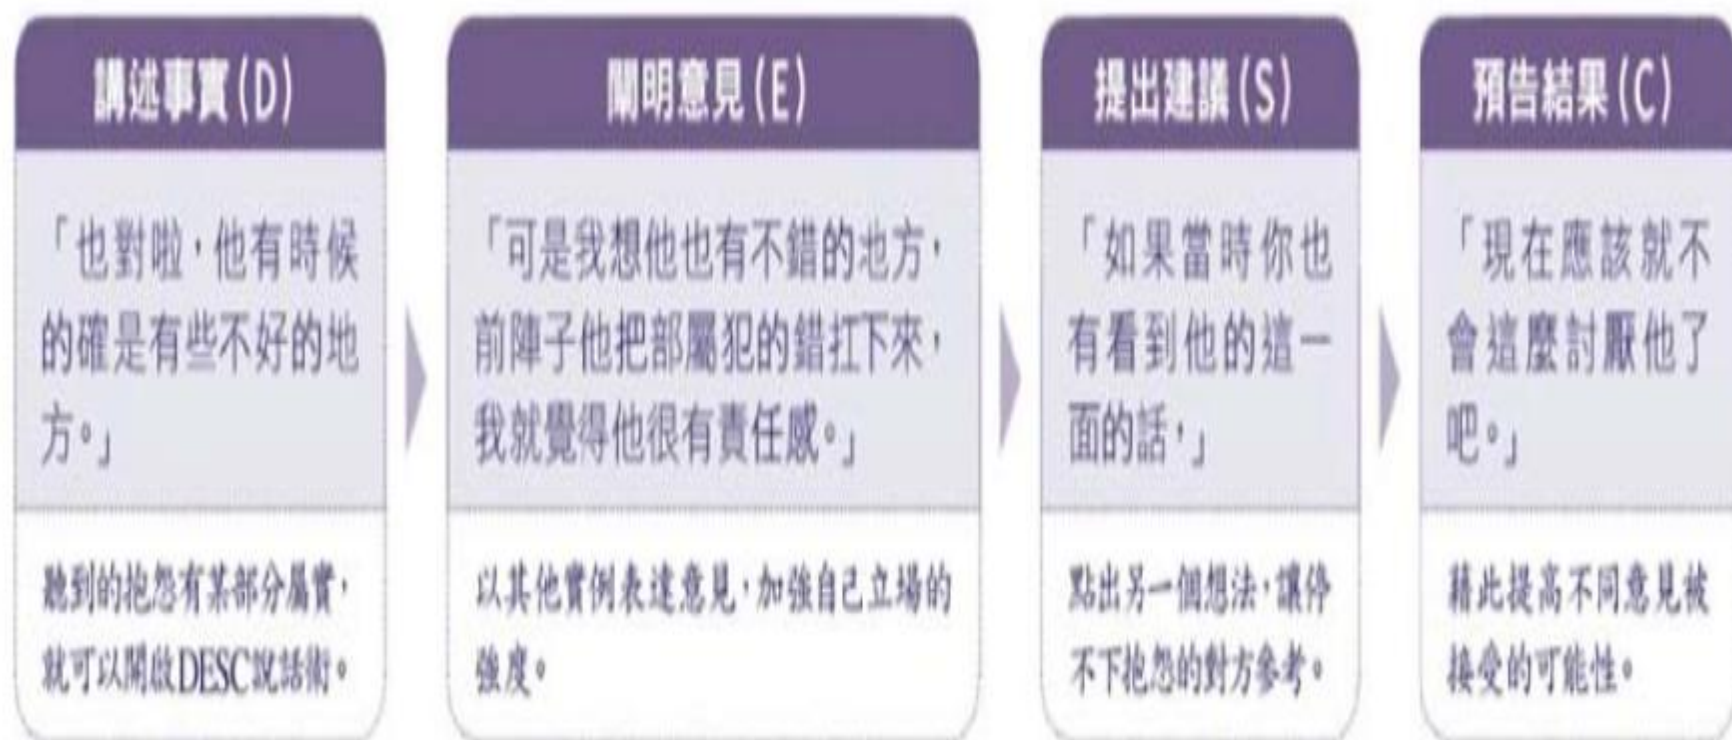 講述事實(D)
「也對啦,他有時候
的確是有些不好的地
方。」
聽到的抱怨有某部分屬實,
就可以開啟DESC說話術。
闡明意見(E)
「可是我想他也有不錯的地方,
前陣子他把部屬犯的錯扛下來,
我就覺得他很有責任感。」
以其他實例表達意見,加強自己立場的
強度。
提出建議(S)
「如果當時你也
有看到他的這一
面的話,」
點出另一個想法,讓停
不下抱怨的對方參考。
預告結果(C)
「現在應該就不
會這麼討厭他了
吧。」
藉此提高不同意見被
接受的可能性。